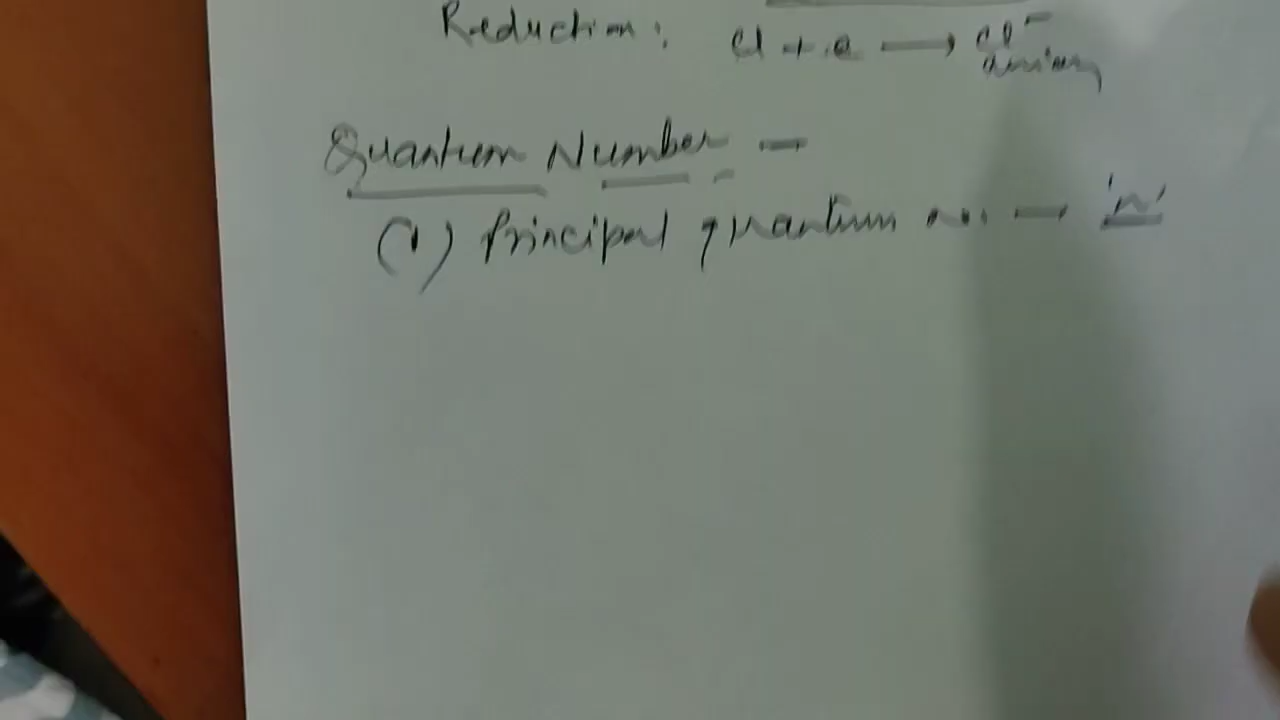 Reduction: Cl + e ⟶ Cl⁻
anion
Quantum Number -
(1) Principal quantum no. - 'n'